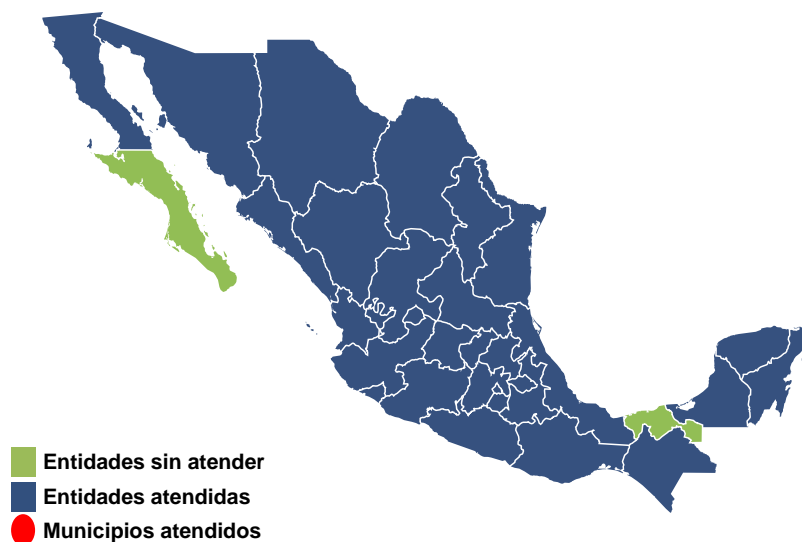 Entidades sin atender
Entidades atendidas
Municipios atendidos